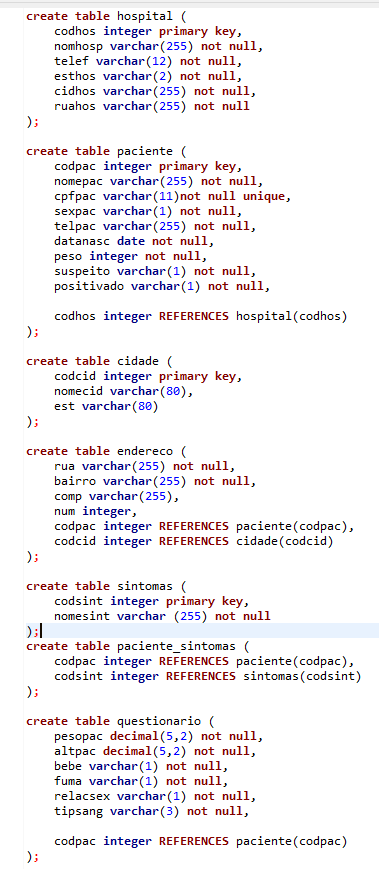 create table hospital (
    codhos integer primary key,
    nomhosp varchar(255) not null,
    telef varchar(12) not null,
    esthos varchar(2) not null,
    cidhos varchar(255) not null,
    ruahos varchar(255) not null
);

create table paciente (
    codpac integer primary key,
    nomepac varchar(255) not null,
    cpfpac varchar(11)not null unique,
    sexpac varchar(1) not null,
    telpac varchar(255) not null,
    datanasc date not null,
    peso integer not null,
    suspeito varchar(1) not null,
    positivado varchar(1) not null,

    codhos integer REFERENCES hospital(codhos)
);

create table cidade (
    codcid integer primary key,
    nomecid varchar(80),
    est varchar(80)
);

create table endereco (
    rua varchar(255) not null,
    bairro varchar(255) not null,
    comp varchar(255),
    num integer,
    codpac integer REFERENCES paciente(codpac),
    codcid integer REFERENCES cidade(codcid)
);

create table sintomas (
    codsint integer primary key,
    nomesint varchar (255) not null
);
create table paciente_sintomas (
    codpac integer REFERENCES paciente(codpac),
    codsint integer REFERENCES sintomas(codsint)
);

create table questionario (
    pesopac decimal(5,2) not null,
    altpac decimal(5,2) not null,
    bebe varchar(1) not null,
    fuma varchar(1) not null,
    relacsex varchar(1) not null,
    tipsang varchar(3) not null,

    codpac integer REFERENCES paciente(codpac)
);